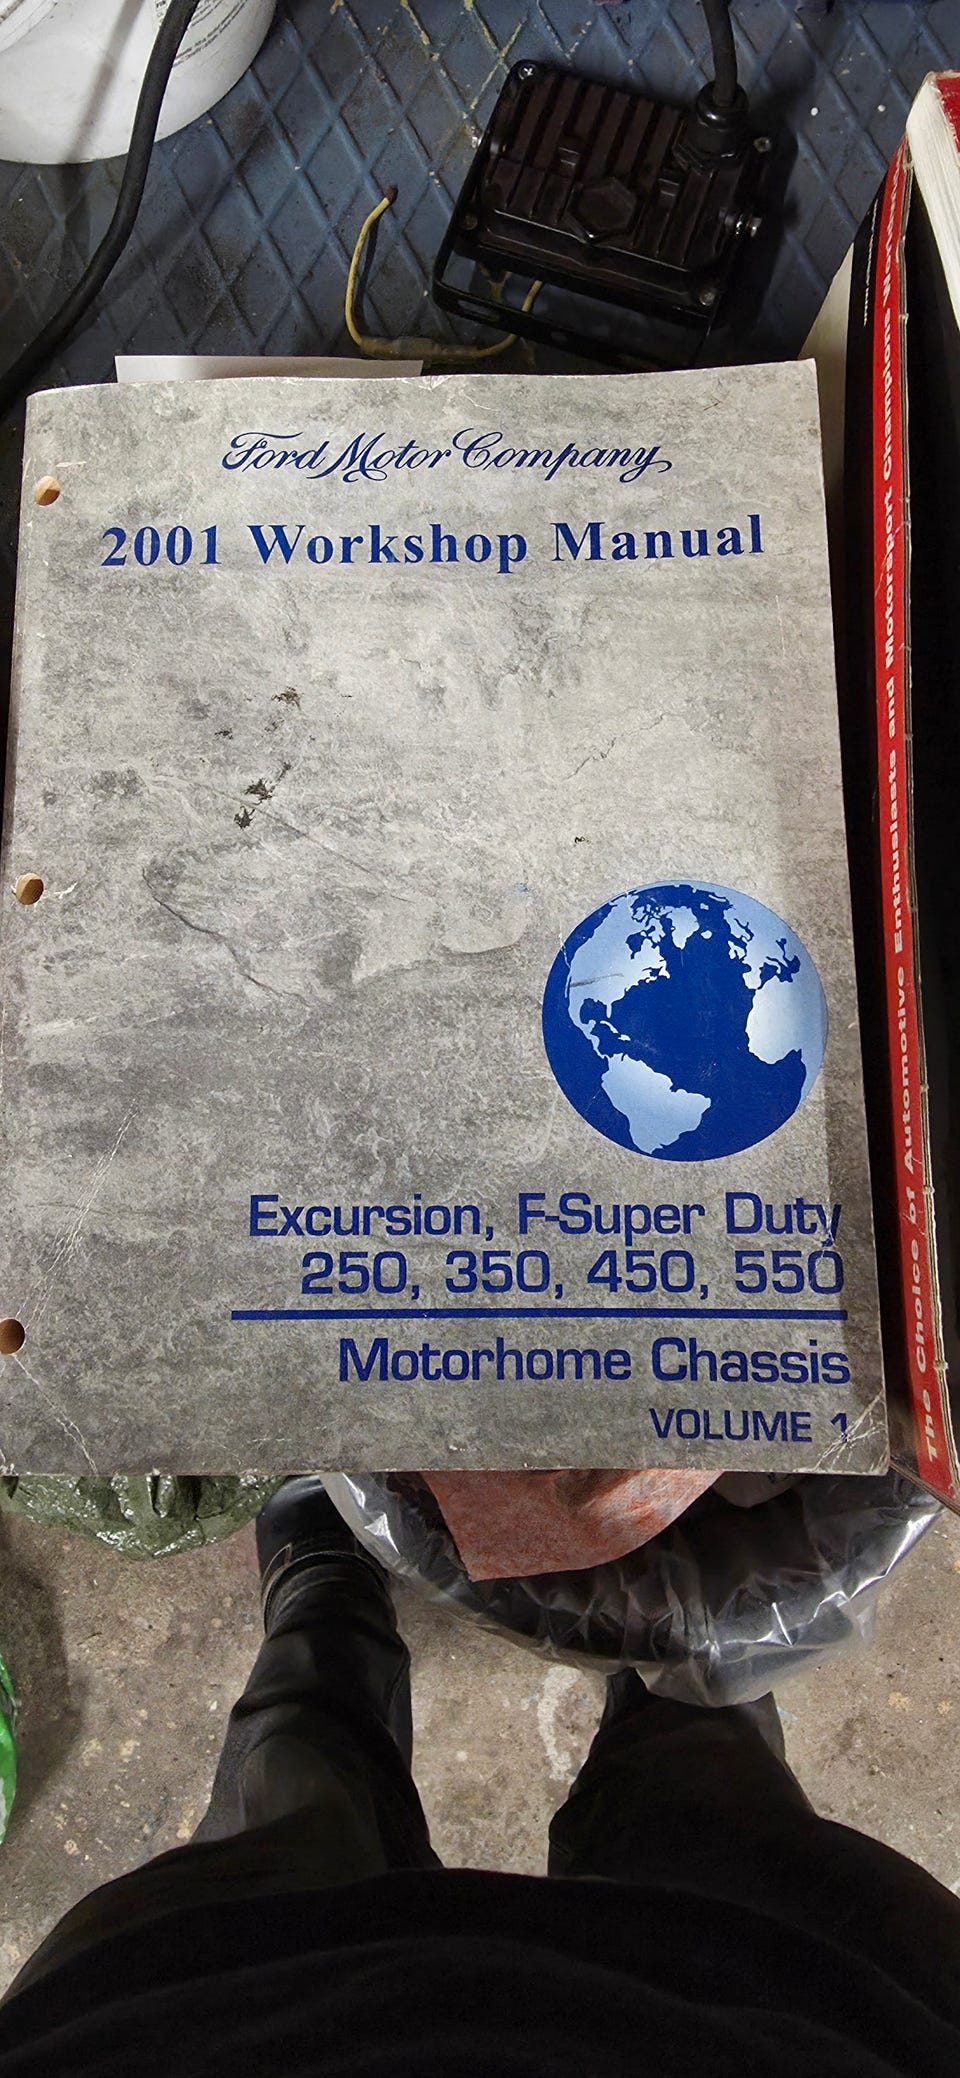 Ford Motor Company
2001 Workshop Manual
Excursion, F-Super Duty
250, 350, 450, 550
Motorhome Chassis
VOLUME 1
The Choice of Automotive Enthusiasts and Motorsport Champions